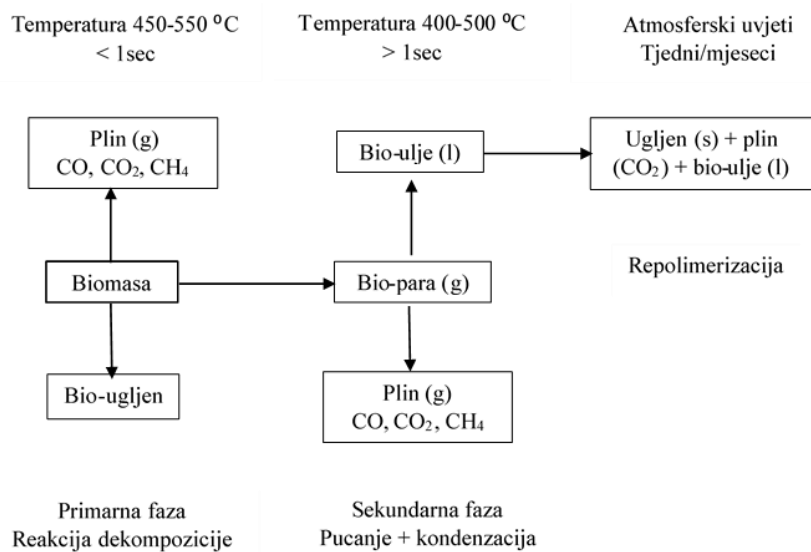 Temperatura 450-550 ⁰C
< 1sec
Temperatura 400-500 ⁰C
> 1sec
Atmosferski uvjeti
Tjedni/mjeseci
Plin (g)
CO, CO₂, CH₄
Bio-ulje (l)
Ugljen (s) + plin
(CO₂) + bio-ulje (l)
Biomasa
Bio-para (g)
Repolimerizacija
Bio-ugljen
Plin (g)
CO, CO₂, CH₄
Primarna faza
Reakcija dekompozicije
Sekundarna faza
Pucanje + kondenzacija